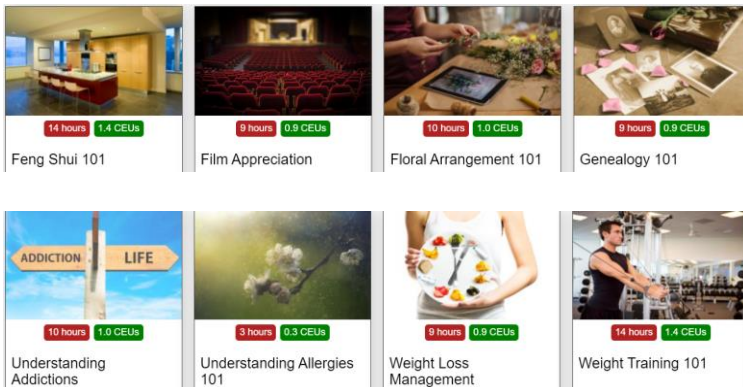 14 hours 1.4 CEUs
9 hours 0.9 CEUs
10 hours 1.0 CEUs
9 hours 0.9 CEUs
Feng Shui 101
Film Appreciation
Floral Arrangement 101
Genealogy 101
ADDICTION
LIFE
10 hours 1.0 CEUs
3 hours 0.3 CEUs
9 hours 0.9 CEUs
14 hours 1.4 CEUs
Understanding
Addictions
Understanding Allergies
101
Weight Loss
Management
Weight Training 101